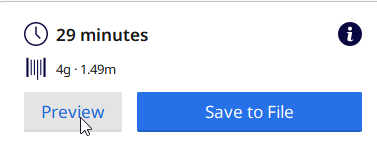 29 minutes
i
4g · 1.49m
Preview Save to File